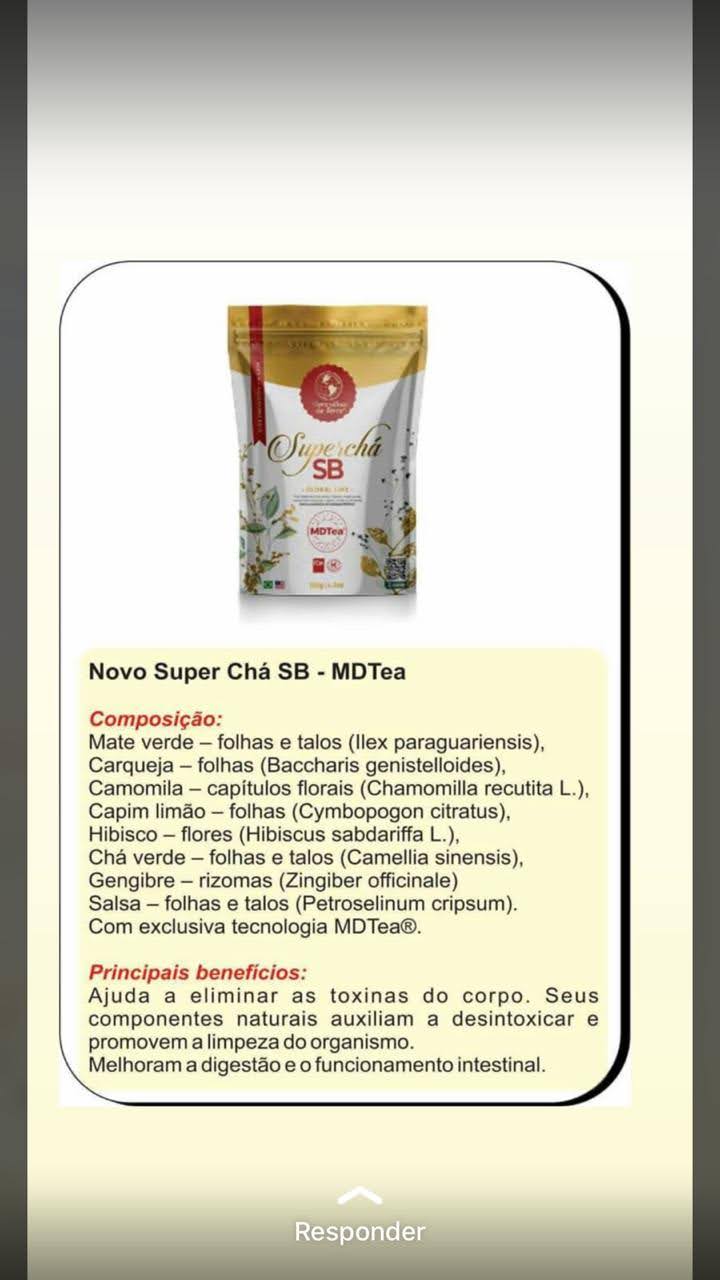 Superchá
SB
GLOBAL LINE
MDTea
Novo Super Chá SB - MDTea
Composição:
Mate verde – folhas e talos (Ilex paraguariensis),
Carqueja – folhas (Baccharis genistelloides),
Camomila – capítulos florais (Chamomilla recutita L.),
Capim limão – folhas (Cymbopogon citratus),
Hibisco – flores (Hibiscus sabdariffa L.),
Chá verde – folhas e talos (Camellia sinensis),
Gengibre – rizomas (Zingiber officinale)
Salsa – folhas e talos (Petroselinum cripsum).
Com exclusiva tecnologia MDTea®.
Principais benefícios:
Ajuda a eliminar as toxinas do corpo. Seus
componentes naturais auxiliam a desintoxicar e
promovem a limpeza do organismo.
Melhoram a digestão e o funcionamento intestinal.
Responder